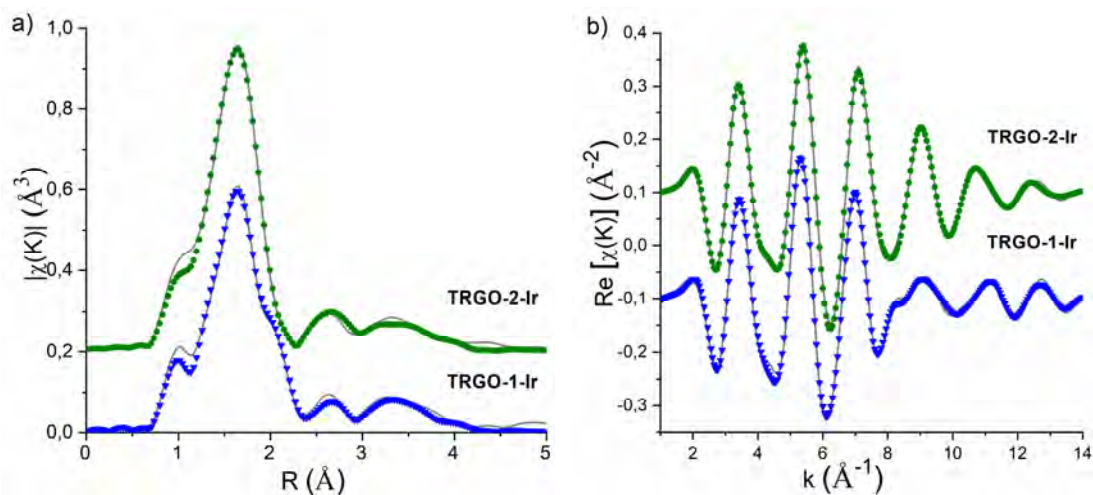 a)
1,0
0,8
0,6
0,4
0,2
0,0
|χ(K)| (Å³)
TRGO-2-Ir
TRGO-1-Ir
0 1 2 3 4 5
R (Å)
b)
0,4
0,3
0,2
0,1
0,0
-0,1
-0,2
-0,3
Re [χ(K)] (Å⁻²)
TRGO-2-Ir
TRGO-1-Ir
2 4 6 8 10 12 14
k (Å⁻¹)